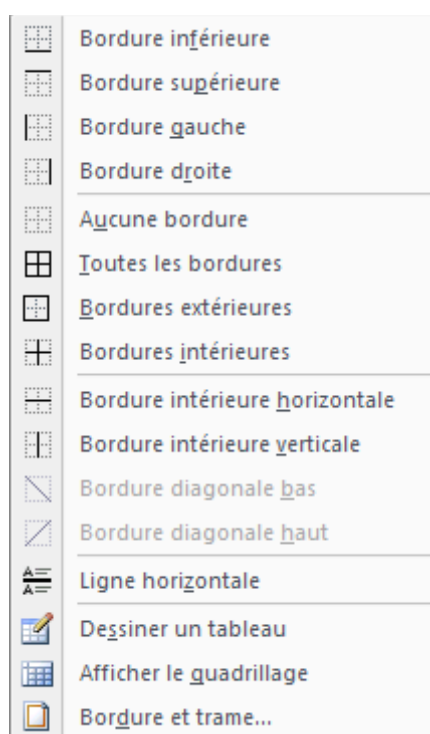 Bordure inférieure
Bordure supérieure
Bordure gauche
Bordure droite
Aucune bordure
Toutes les bordures
Bordures extérieures
Bordures intérieures
Bordure intérieure horizontale
Bordure intérieure verticale
Bordure diagonale bas
Bordure diagonale haut
Ligne horizontale
Dessiner un tableau
Afficher le quadrillage
Bordure et trame...